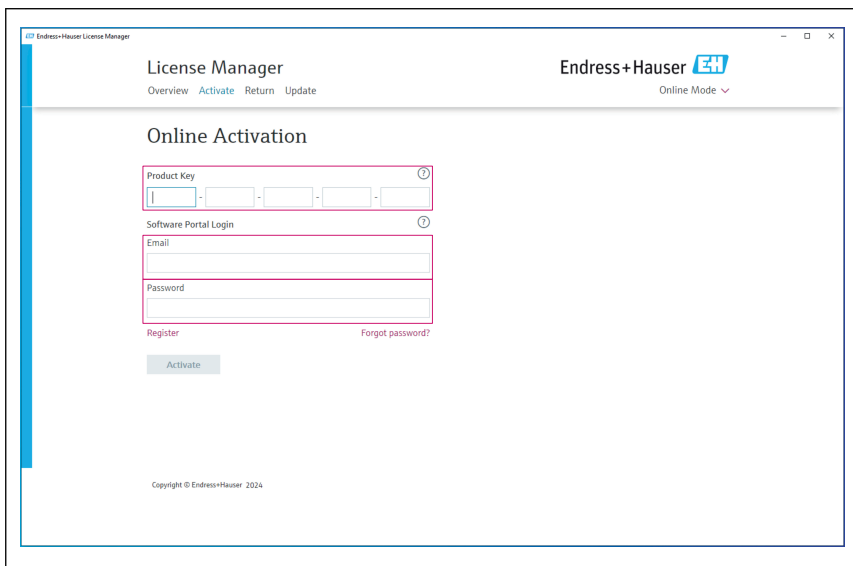 Endress+Hauser License Manager
License Manager
Endress+Hauser EH
Overview Activate Return Update
Online Mode
Online Activation
Product Key
?
- - - -
Software Portal Login
?
Email
Password
Register Forgot password?
Activate
Copyright © Endress+Hauser 2024